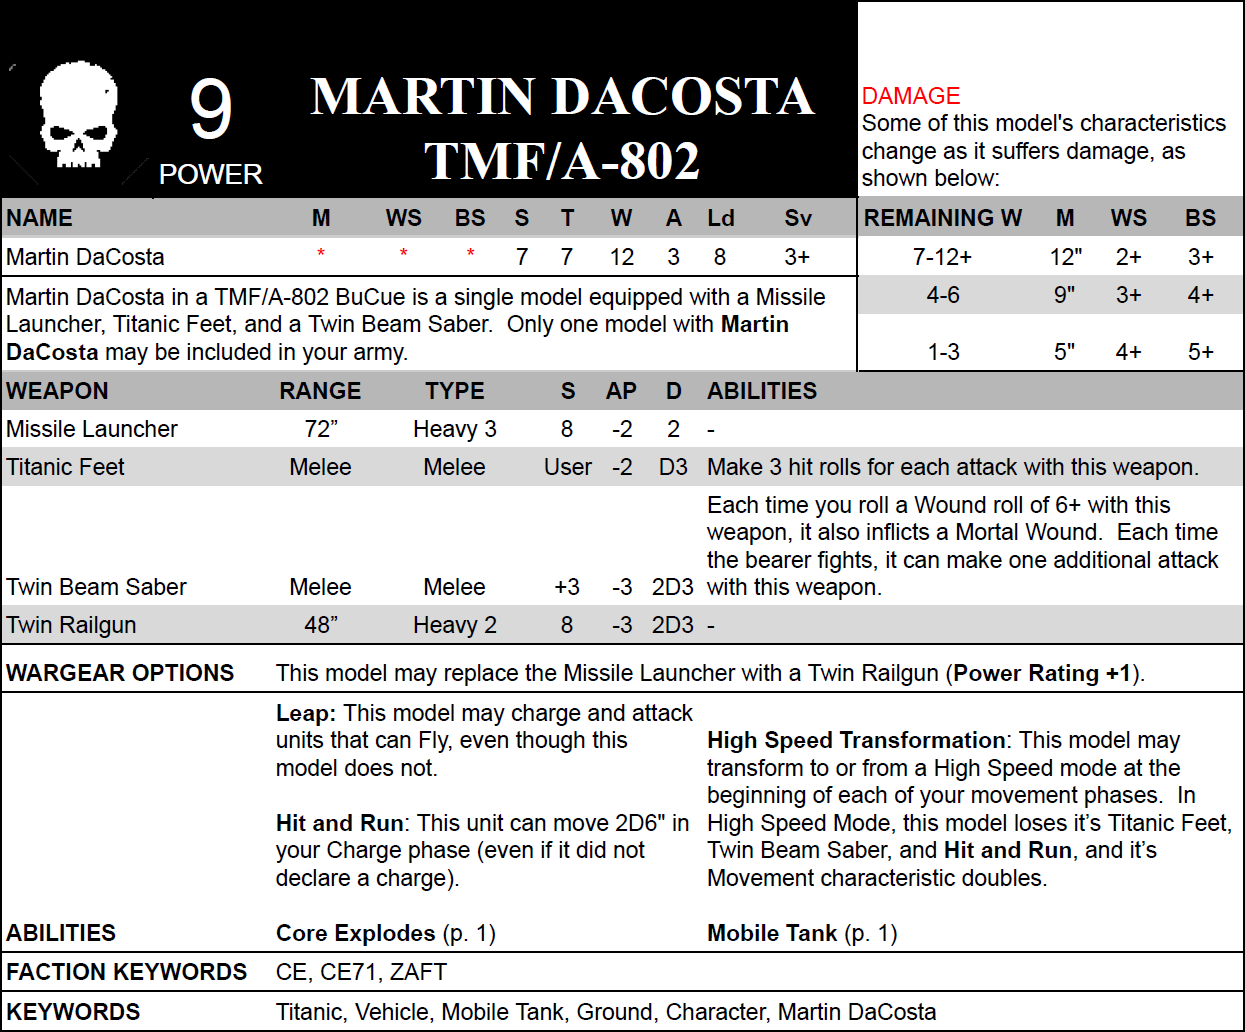 9
POWER
MARTIN DACOSTA
TMF/A-802
DAMAGE
Some of this model's characteristics
change as it suffers damage, as
shown below:
NAME M WS BS S T W A Ld Sv
Martin DaCosta * * * 7 7 12 3 8 3+
REMAINING W M WS BS
7-12+ 12" 2+ 3+
4-6 9" 3+ 4+
1-3 5" 4+ 5+
Martin DaCosta in a TMF/A-802 BuCue is a single model equipped with a Missile
Launcher, Titanic Feet, and a Twin Beam Saber.  Only one model with Martin
DaCosta may be included in your army.
WEAPON RANGE TYPE S AP D ABILITIES
Missile Launcher 72” Heavy 3 8 -2 2 -
Titanic Feet Melee Melee User -2 D3 Make 3 hit rolls for each attack with this weapon.
Each time you roll a Wound roll of 6+ with this
weapon, it also inflicts a Mortal Wound.  Each time
the bearer fights, it can make one additional attack
Twin Beam Saber Melee Melee +3 -3 2D3 with this weapon.
Twin Railgun 48” Heavy 2 8 -3 2D3 -
WARGEAR OPTIONS This model may replace the Missile Launcher with a Twin Railgun (Power Rating +1).
ABILITIES
Leap: This model may charge and attack
units that can Fly, even though this
model does not.
Hit and Run: This unit can move 2D6" in
your Charge phase (even if it did not
declare a charge).
Core Explodes (p. 1)
High Speed Transformation: This model may
transform to or from a High Speed mode at the
beginning of each of your movement phases.  In
High Speed Mode, this model loses it’s Titanic Feet,
Twin Beam Saber, and Hit and Run, and it’s
Movement characteristic doubles.
Mobile Tank (p. 1)
FACTION KEYWORDS CE, CE71, ZAFT
KEYWORDS Titanic, Vehicle, Mobile Tank, Ground, Character, Martin DaCosta